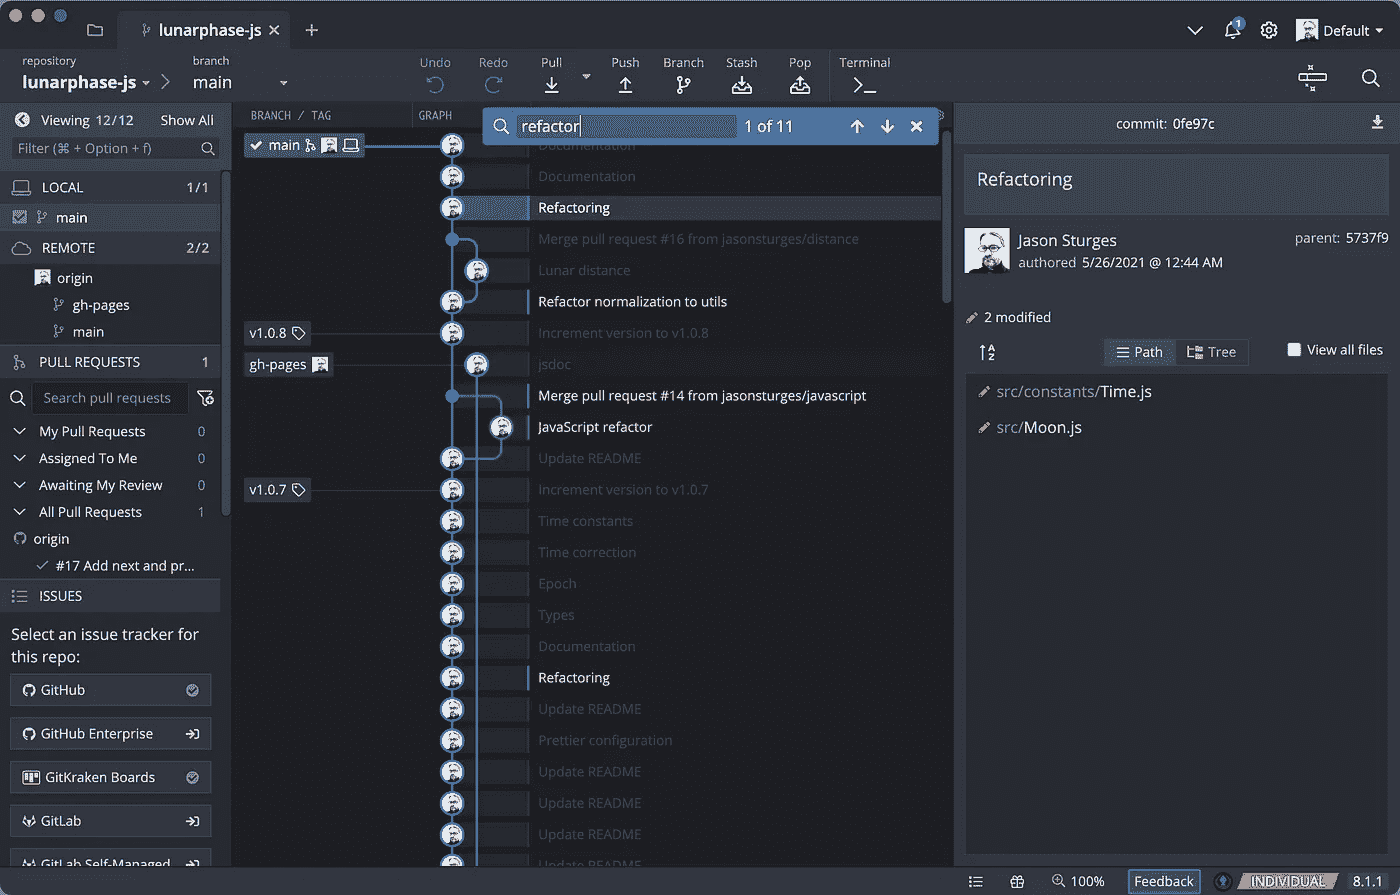 lunarphase-js
1
Default
repository
lunarphase-js
branch
main
Undo
Redo
Pull
Push
Branch
Stash
Pop
Terminal
Viewing 12/12 Show All
Filter (⌘ + Option + f)
LOCAL 1/1
main
REMOTE 2/2
origin
gh-pages
main
PULL REQUESTS 1
Search pull requests
My Pull Requests 0
Assigned To Me 0
Awaiting My Review 0
All Pull Requests 1
origin
#17 Add next and pr...
ISSUES
Select an issue tracker for
this repo:
GitHub
GitHub Enterprise
GitKraken Boards
GitLab
GitLab Self-Managed
BRANCH / TAG
GRAPH
refactor
1 of 11
main
Documentation
Documentation
Refactoring
Merge pull request #16 from jasonsturges/distance
Lunar distance
Refactor normalization to utils
v1.0.8
Increment version to v1.0.8
gh-pages
jsdoc
Merge pull request #14 from jasonsturges/javascript
JavaScript refactor
Update README
v1.0.7
Increment version to v1.0.7
Time constants
Time correction
Epoch
Types
Documentation
Refactoring
Update README
Prettier configuration
Update README
Update README
Update README
Update README
commit: 0fe97c
Refactoring
Jason Sturges
authored 5/26/2021 @ 12:44 AM
parent: 5737f9
2 modified
Path
Tree
View all files
src/constants/Time.js
src/Moon.js
100%
Feedback
INDIVIDUAL
8.1.1